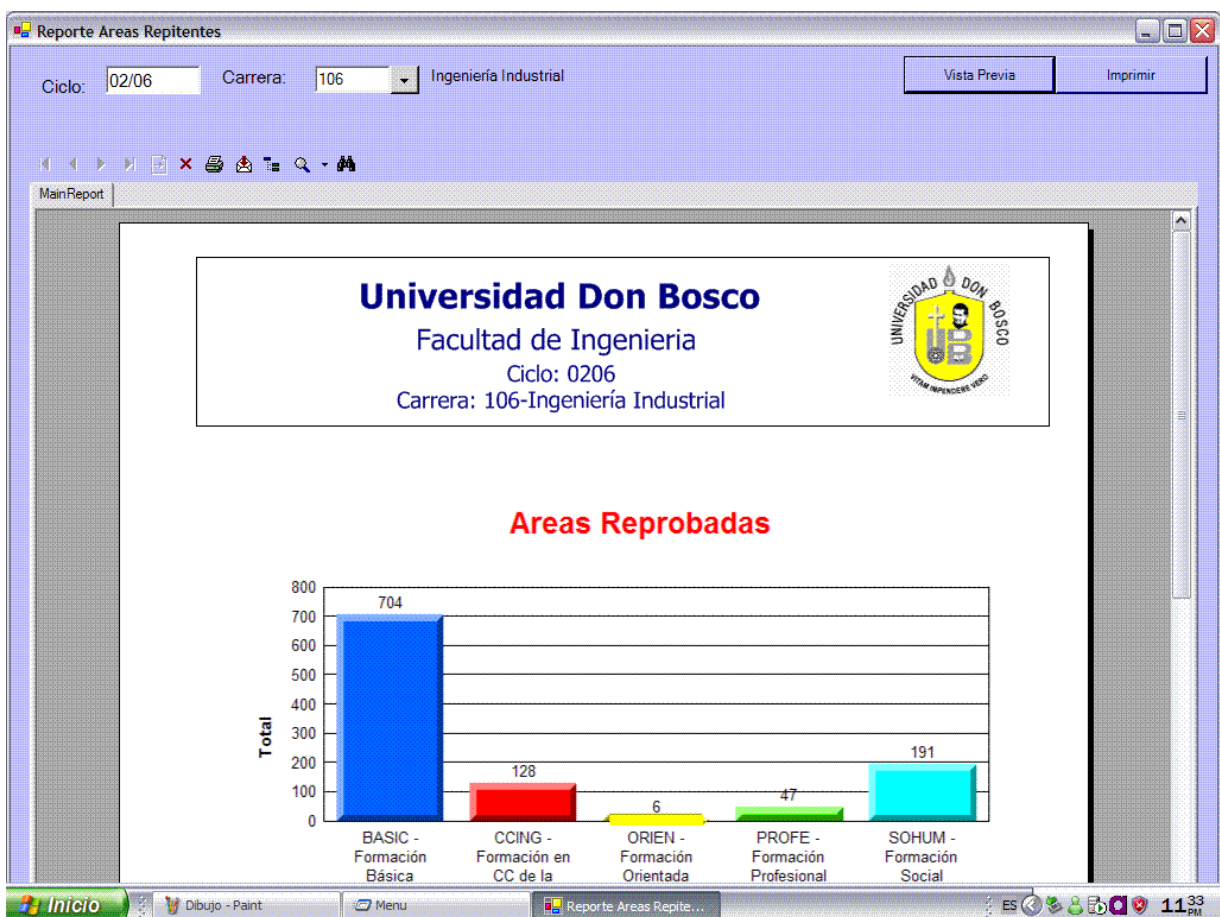 Reporte Areas Repitentes
Ciclo: 02/06 Carrera: 106 Ingeniería Industrial Vista Previa Imprimir
MainReport
Universidad Don Bosco
Facultad de Ingenieria
Ciclo: 0206
Carrera: 106-Ingeniería Industrial
UNIVERSIDAD DON BOSCO
UDB
VITAM IMPENDERE VERO
Areas Reprobadas
Total
800
700
600
500
400
300
200
100
0
704
128
6
47
191
BASIC -
Formación
Básica
CCING -
Formación en
CC de la
ORIEN -
Formación
Orientada
PROFE -
Formación
Profesional
SOHUM -
Formación
Social
Inicio Dibujo - Paint Menu Reporte Areas Repite... ES 11 33 PM